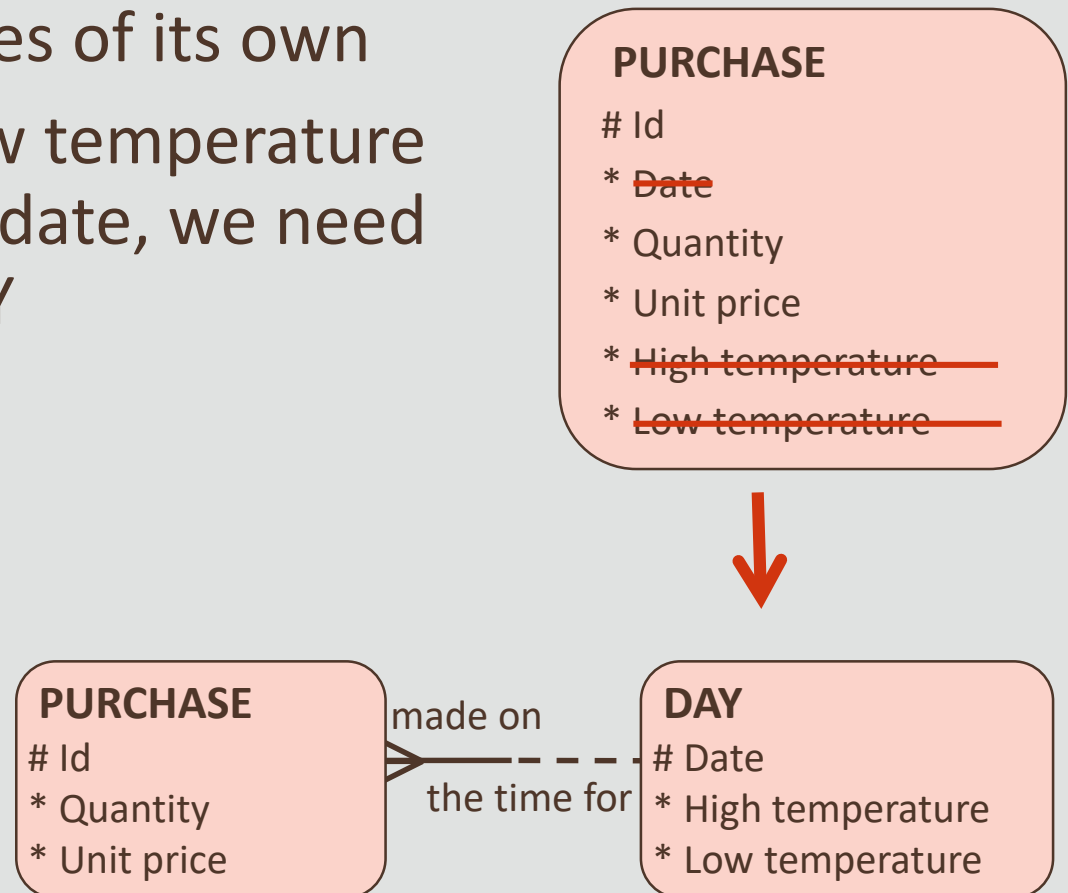 es of its own
w temperature
date, we need
Y
PURCHASE
# Id
* Date
* Quantity
* Unit price
* High temperature
* Low temperature
PURCHASE
# Id
* Quantity
* Unit price
made on
the time for
DAY
# Date
* High temperature
* Low temperature